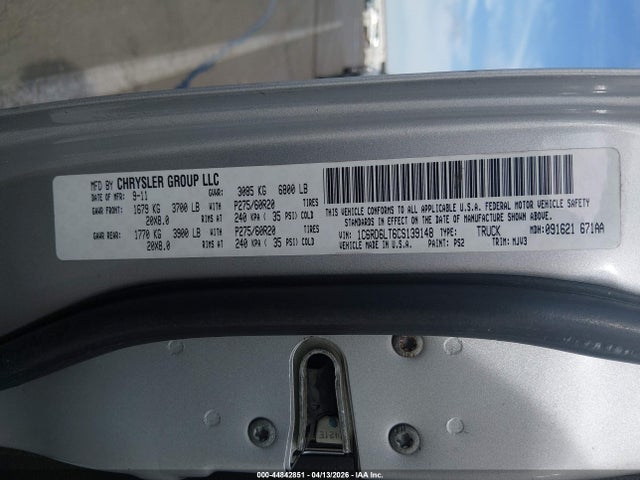 MFD BY CHRYSLER GROUP LLC
DATE OF MFR: 9-11 GVWR: 3085 KG 6800 LB
GAWR FRONT: 1679 KG 3700 LB WITH P275/60R20 TIRES
20X8.0 RIMS AT 240 KPA ( 35 PSI) COLD
GAWR REAR: 1770 KG 3900 LB WITH P275/60R20 TIRES
20X8.0 RIMS AT 240 KPA ( 35 PSI) COLD
THIS VEHICLE CONFORMS TO ALL APPLICABLE U.S.A. FEDERAL MOTOR VEHICLE SAFETY
STANDARDS IN EFFECT ON THE DATE OF MANUFACTURE SHOWN ABOVE.
VIN: 1C6RD6LT6CS139148 TYPE: TRUCK MDH: 091621 671AA
VEHICLE MADE IN U.S.A. PAINT: PS2 TRIM: MJV3
000-44842851 - 04/13/2026 - IAA Inc.